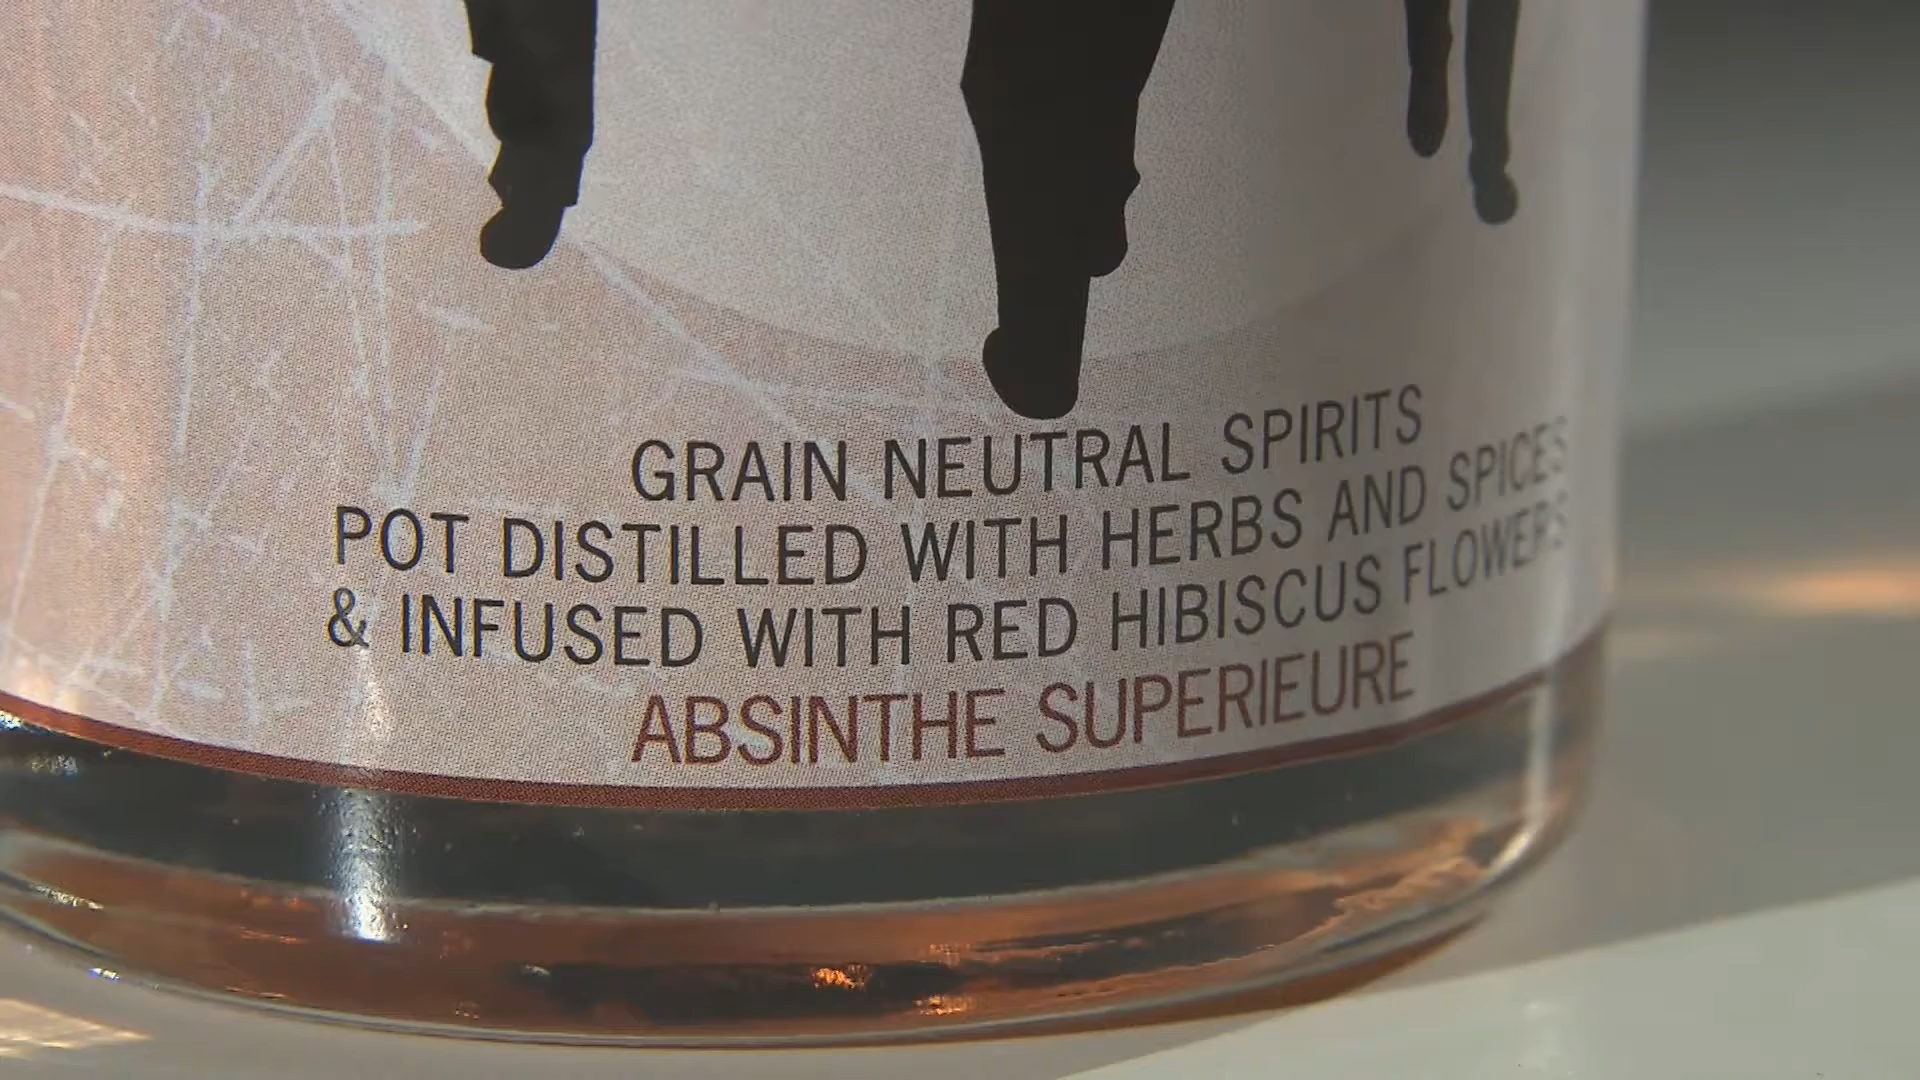 GRAIN NEUTRAL SPIRITS
POT DISTILLED WITH HERBS AND SPICES
& INFUSED WITH RED HIBISCUS FLOWERS
ABSINTHE SUPERIEURE